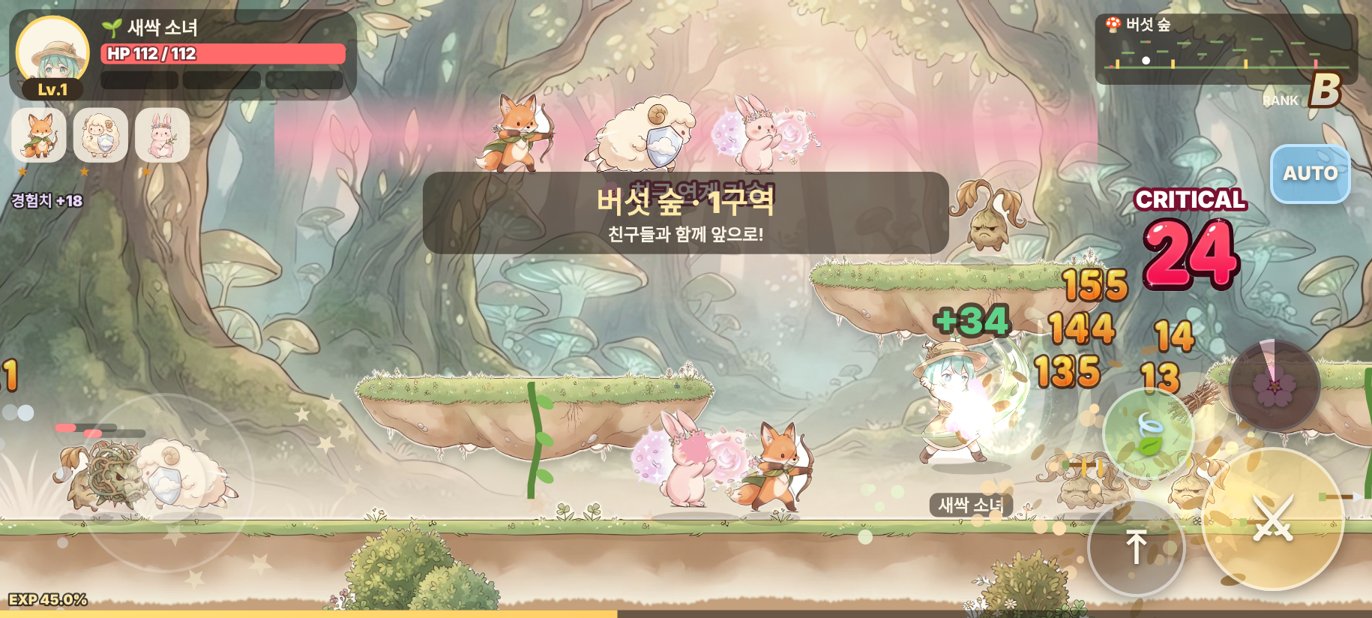 🌱 새싹 소녀
HP 112 / 112
Lv.1
경험치 +18
🍄 버섯 숲
RANK B
AUTO
버섯 숲 · 1구역
친구들과 함께 앞으로!
CRITICAL
24
155
144
135
+34
14
13
1
새싹 소녀
EXP 45.0%